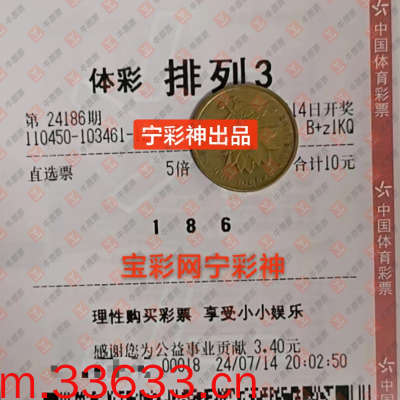 体彩 排列3
第 24186期 14日开奖
110450-103461- B+z1KQ
宁彩神出品
直选票 5倍 合计10元
1 8 6
宝彩网宁彩神
理性购买彩票 享受小小娱乐
感谢您为公益事业贡献 3.40元
00018 24/07/14 20:02:50
m.33633.cn
中国体育彩票
中国体育彩票